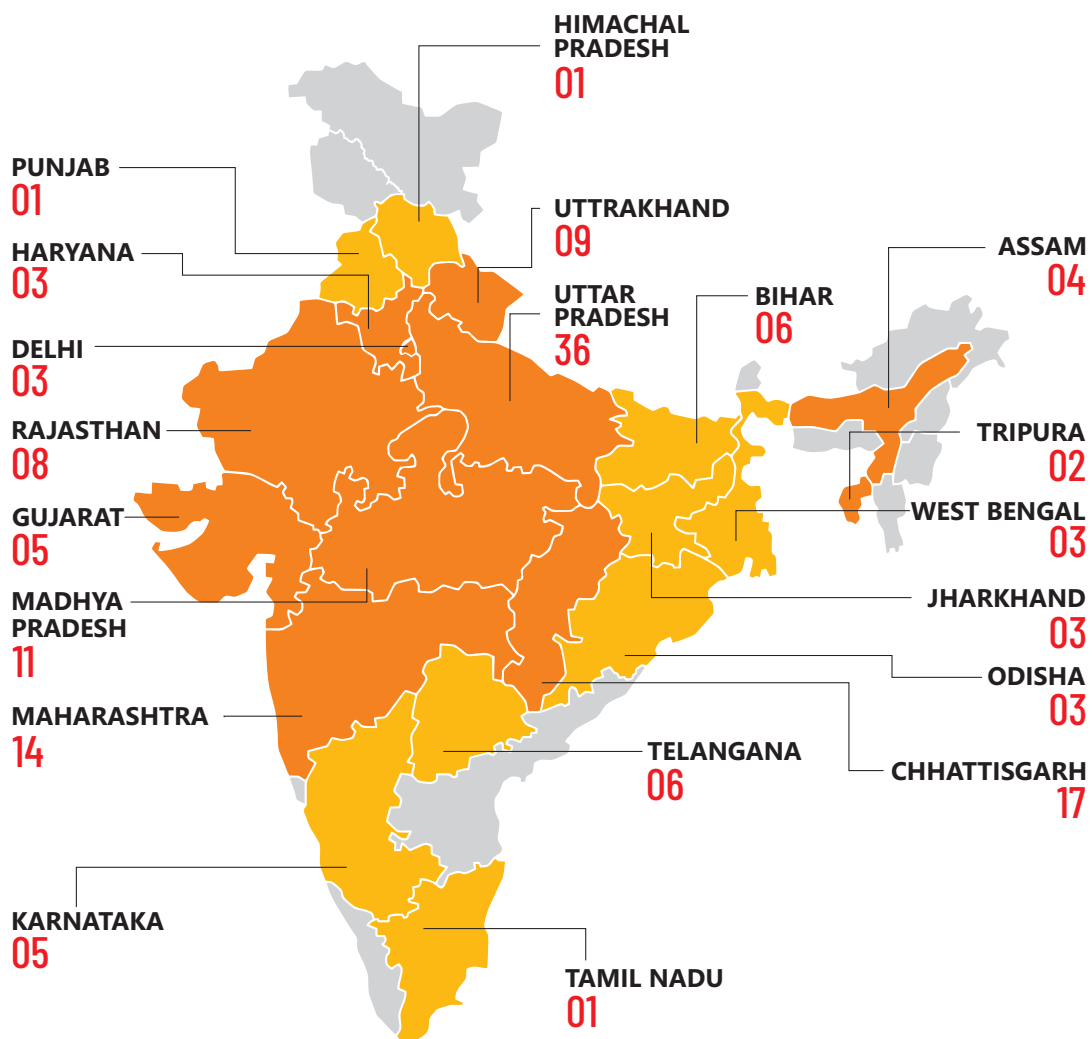 HIMACHAL
PRADESH
01
PUNJAB
01
UTTRAKHAND
09
HARYANA
03
ASSAM
04
UTTAR
PRADESH
36
BIHAR
06
DELHI
03
RAJASTHAN
08
TRIPURA
02
GUJARAT
05
WEST BENGAL
03
MADHYA
PRADESH
11
JHARKHAND
03
ODISHA
03
MAHARASHTRA
14
TELANGANA
06
CHHATTISGARH
17
KARNATAKA
05
TAMIL NADU
01